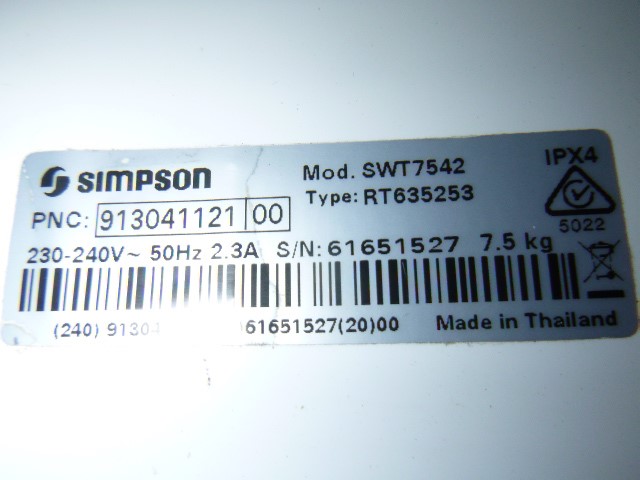 SIMPSON
Mod. SWT7542
IPX4
Type: RT635253
PNC: 913041121 00
5022
230-240V~ 50Hz 2.3A S/N: 61651527 7.5 kg
(240) 9130 )61651527(20)00 Made in Thailand